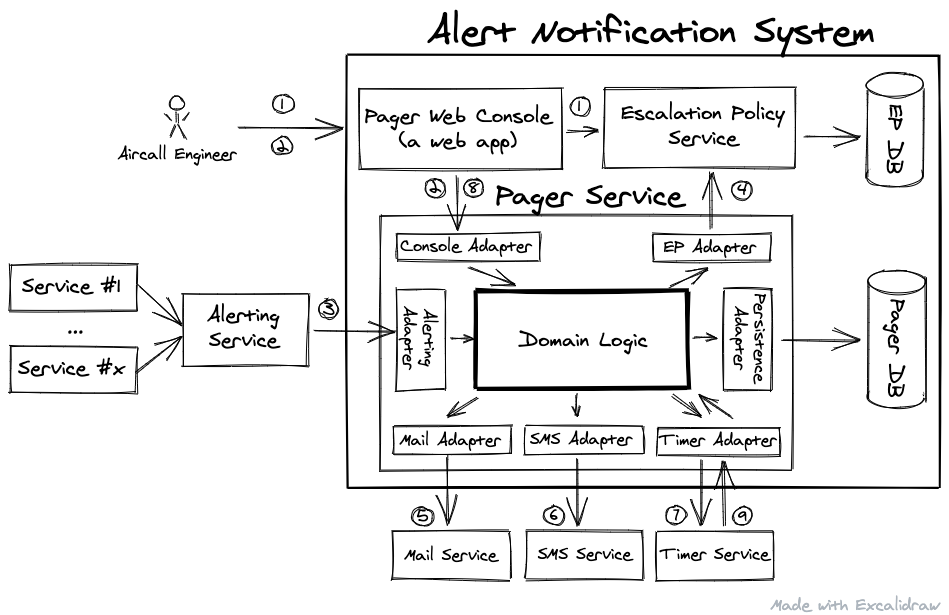 Alert Notification System
1
2
Aircall Engineer
Pager Web Console
(a web app)
1
Escalation Policy
Service
EP DB
2
8
Pager Service
4
Console Adapter
EP Adapter
Service #1
...
Service #x
Alerting
Service
3
Alerting
Adapter
Domain Logic
Persistence
Adapter
Pager DB
Mail Adapter
SMS Adapter
Timer Adapter
5
6
7
9
Mail Service
SMS Service
Timer Service
Made with Excalidraw